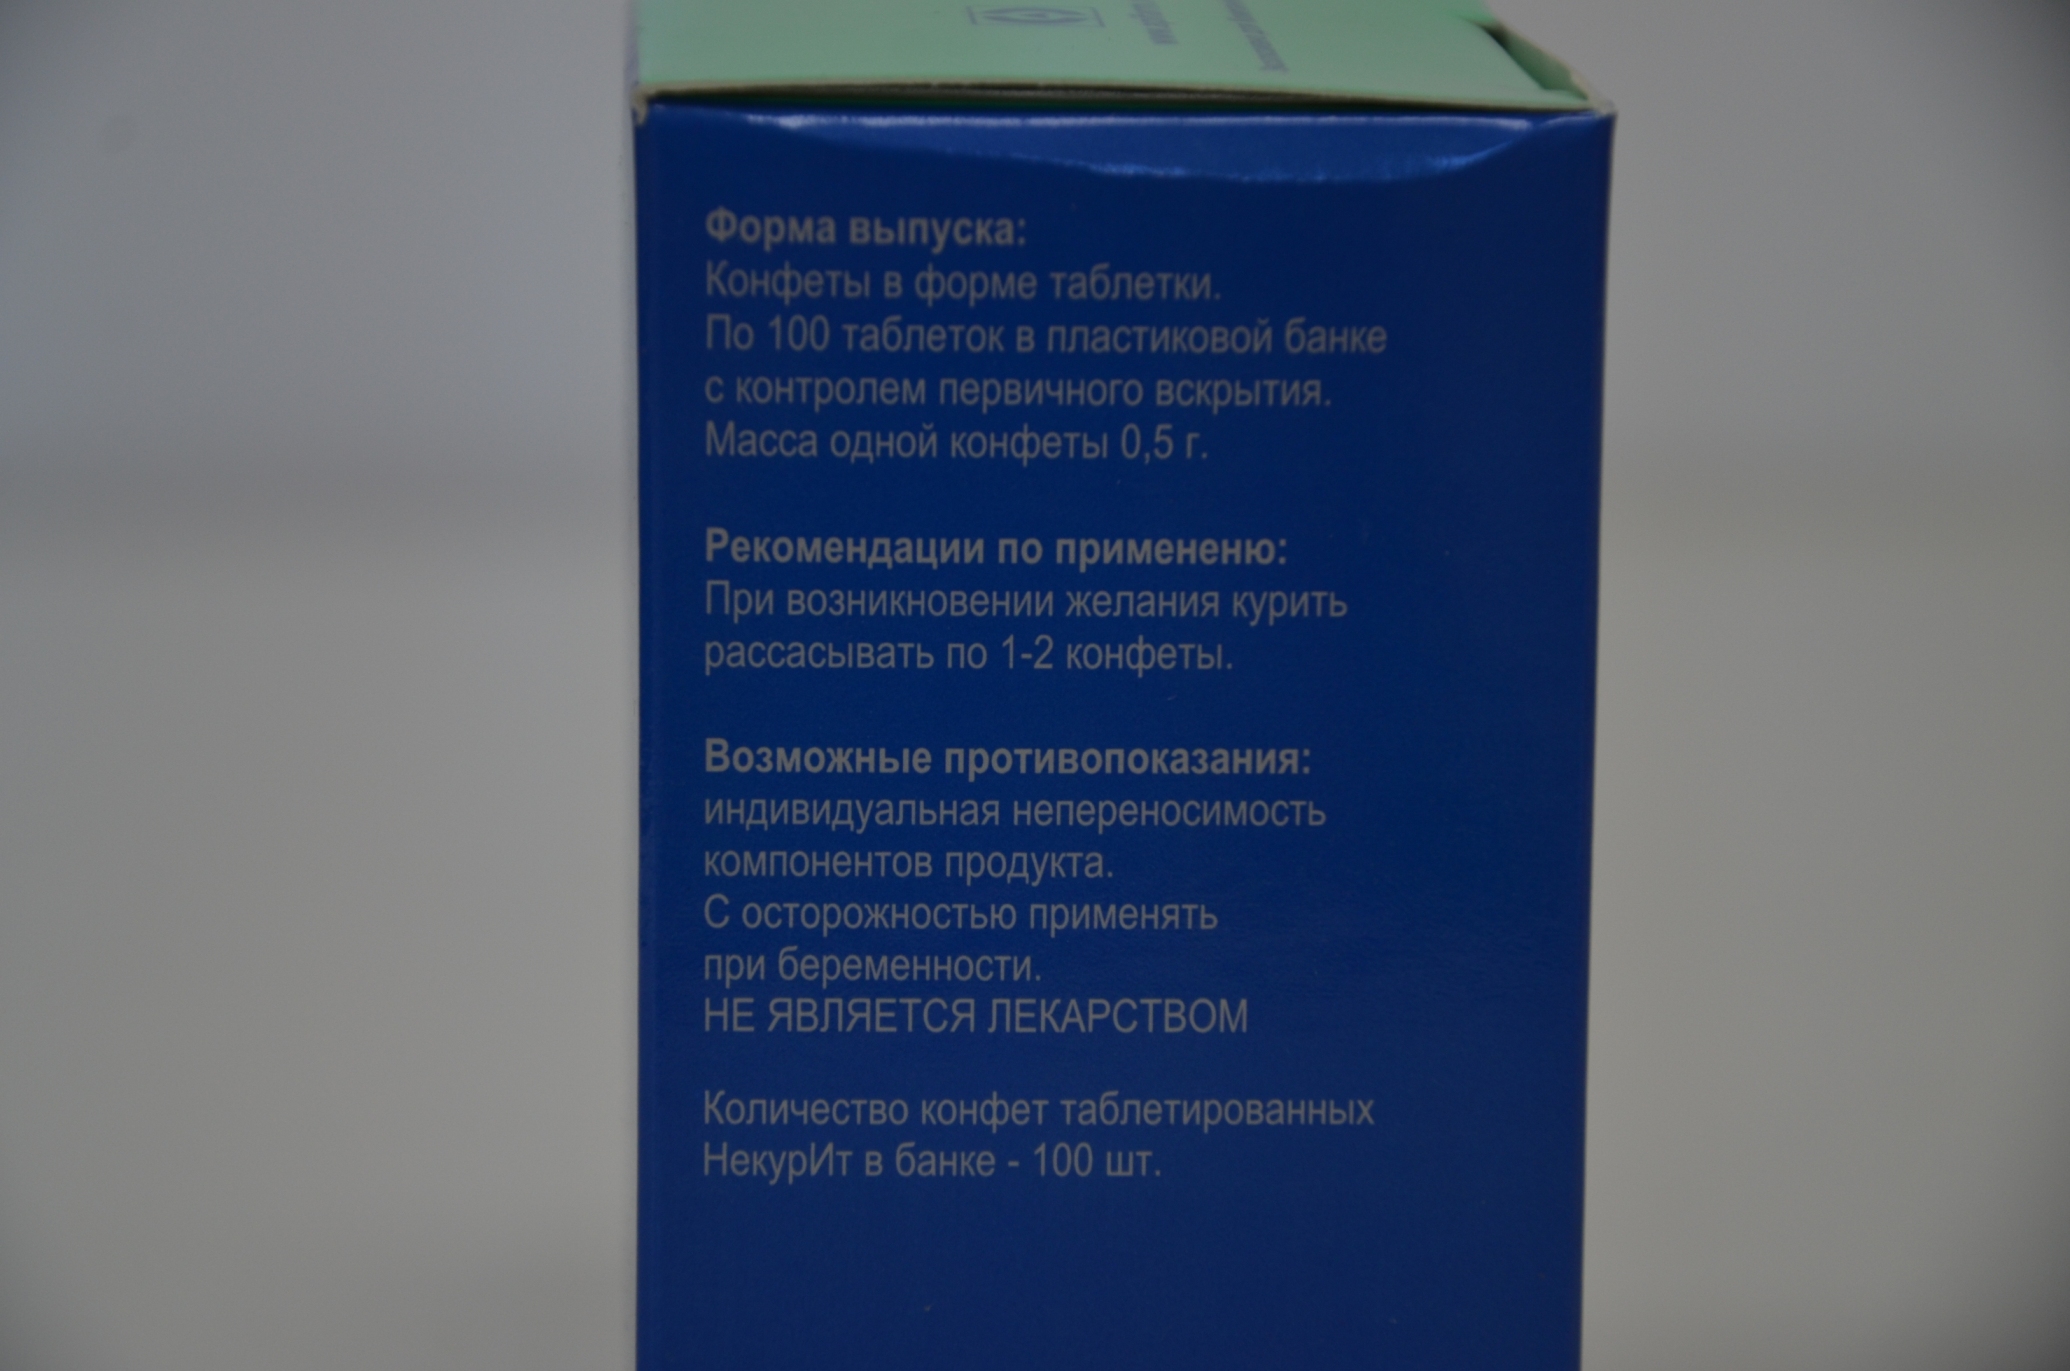 Форма выпуска:
Конфеты в форме таблетки.
По 100 таблеток в пластиковой банке
с контролем первичного вскрытия.
Масса одной конфеты 0,5 г.
Рекомендации по примененю:
При возникновении желания курить
рассасывать по 1-2 конфеты.
Возможные противопоказания:
индивидуальная непереносимость
компонентов продукта.
С осторожностью применять
при беременности.
НЕ ЯВЛЯЕТСЯ ЛЕКАРСТВОМ
Количество конфет таблетированных
НекурИт в банке - 100 шт.